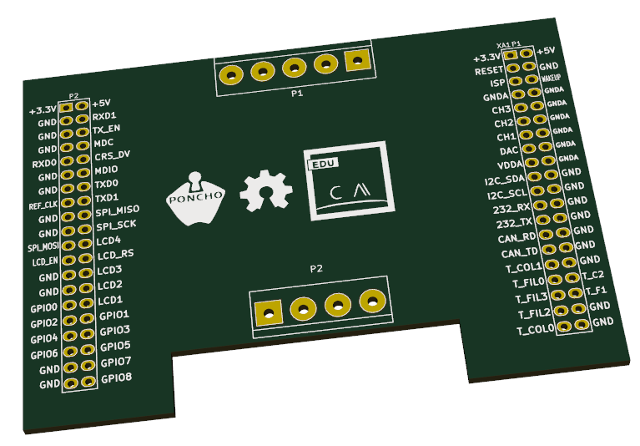 P1
P2
+3.3V +5V
GND RXD1
GND TX_EN
GND MDC
RXD0 CRS_DV
GND MDIO
GND TXD0
REF_CLK TXD1
GND SPI_MISO
GND SPI_SCK
SPI_MOSI LCD4
LCD_EN LCD_RS
GND LCD3
GND LCD2
GPIO0 LCD1
GPIO2 GPIO1
GPIO4 GPIO3
GPIO6 GPIO5
GND GPIO7
GND GPIO8
PONCHO
EDU
C
P2
XA1 P1
+3.3V +5V
RESET GND
ISP WAKEUP
GNDA GNDA
CH3 GNDA
CH2 GNDA
CH1 GNDA
DAC GNDA
VDDA GNDA
I2C_SDA GND
I2C_SCL GND
232_RX GND
232_TX GND
CAN_RD GND
CAN_TD GND
T_COL1 GND
T_FIL0 T_C2
T_FIL3 T_F1
T_FIL2 GND
T_COL0 GND